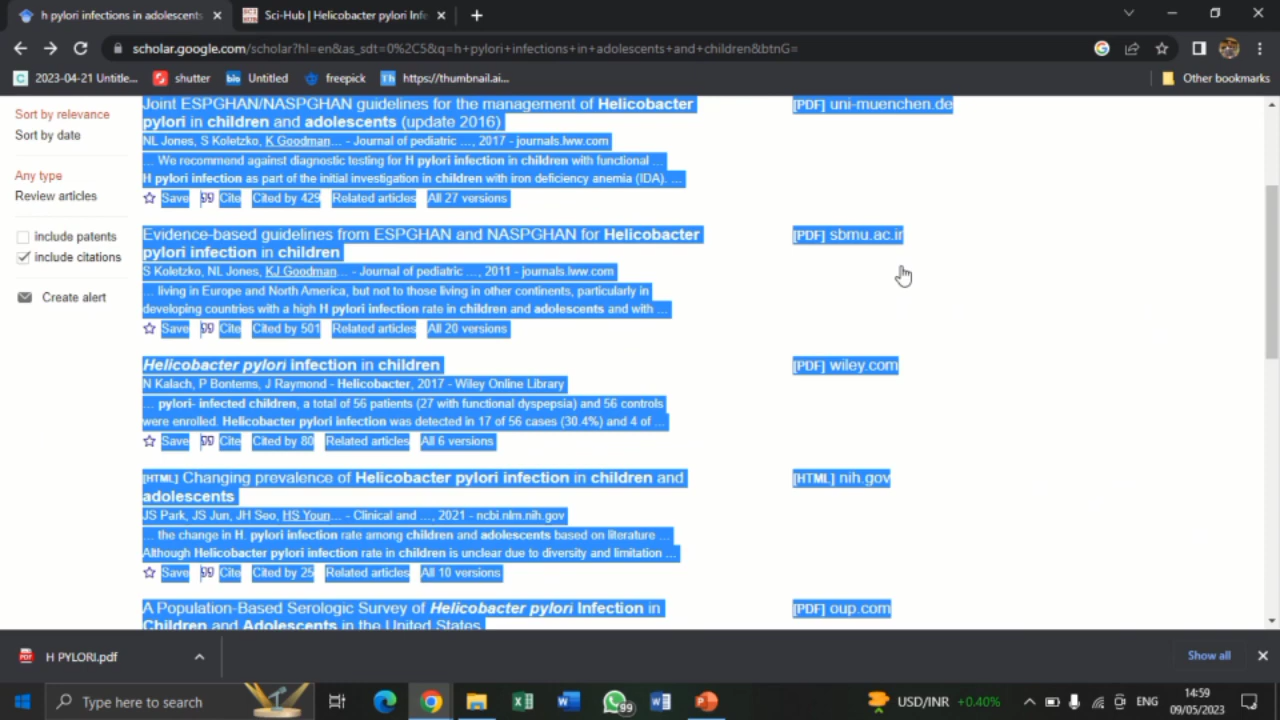 h pylori infections in adolescents
Sci-Hub | Helicobacter pylori Infe
scholar.google.com/scholar?hl=en&as_sdt=0%2C5&q=h+pylori+infections+in+adolescents+and+children&btnG=
2023-04-21 Untitle...
shutter
blo
Untitled
freepick
Th
https://thumbnail.ai...
Other bookmarks
Sort by relevance
Sort by date
Any type
Review articles
include patents
include citations
Create alert
Joint ESPGHAN/NASPGHAN guidelines for the management of Helicobacter
pylori in children and adolescents (update 2016)
NL Jones, S Koletzko, K Goodman... - Journal of pediatric ..., 2017 - journals.lww.com
... We recommend against diagnostic testing for H pylori infection in children with functional ...
H pylori infection as part of the initial investigation in children with iron deficiency anemia (IDA). ...
Save Cite Cited by 429 Related articles All 27 versions
[PDF] uni-muenchen.de
Evidence-based guidelines from ESPGHAN and NASPGHAN for Helicobacter
pylori infection in children
S Koletzko, NL Jones, KJ Goodman... - Journal of pediatric ..., 2011 - journals.lww.com
... living in Europe and North America, but not to those living in other continents, particularly in
developing countries with a high H pylori infection rate in children and adolescents and with ...
Save Cite Cited by 501 Related articles All 20 versions
[PDF] sbmu.ac.ir
Helicobacter pylori infection in children
N Kalach, P Bontems, J Raymond - Helicobacter, 2017 - Wiley Online Library
... pylori- infected children, a total of 56 patients (27 with functional dyspepsia) and 56 controls
were enrolled. Helicobacter pylori infection was detected in 17 of 56 cases (30.4%) and 4 of ...
Save Cite Cited by 80 Related articles All 6 versions
[PDF] wiley.com
[HTML] Changing prevalence of Helicobacter pylori infection in children and
adolescents
JS Park, JS Jun, JH Seo, HS Youn... - Clinical and ..., 2021 - ncbi.nlm.nih.gov
... the change in H. pylori infection rate among children and adolescents based on literature ...
Although Helicobacter pylori infection rate in children is unclear due to diversity and limitation ...
Save Cite Cited by 25 Related articles All 10 versions
[HTML] nih.gov
A Population-Based Serologic Survey of Helicobacter pylori Infection in
Children and Adolescents in the United States
[PDF] oup.com
H PYLORI.pdf
Show all
Type here to search
99
USD/INR +0.40%
ENG
14:59
09/05/2023